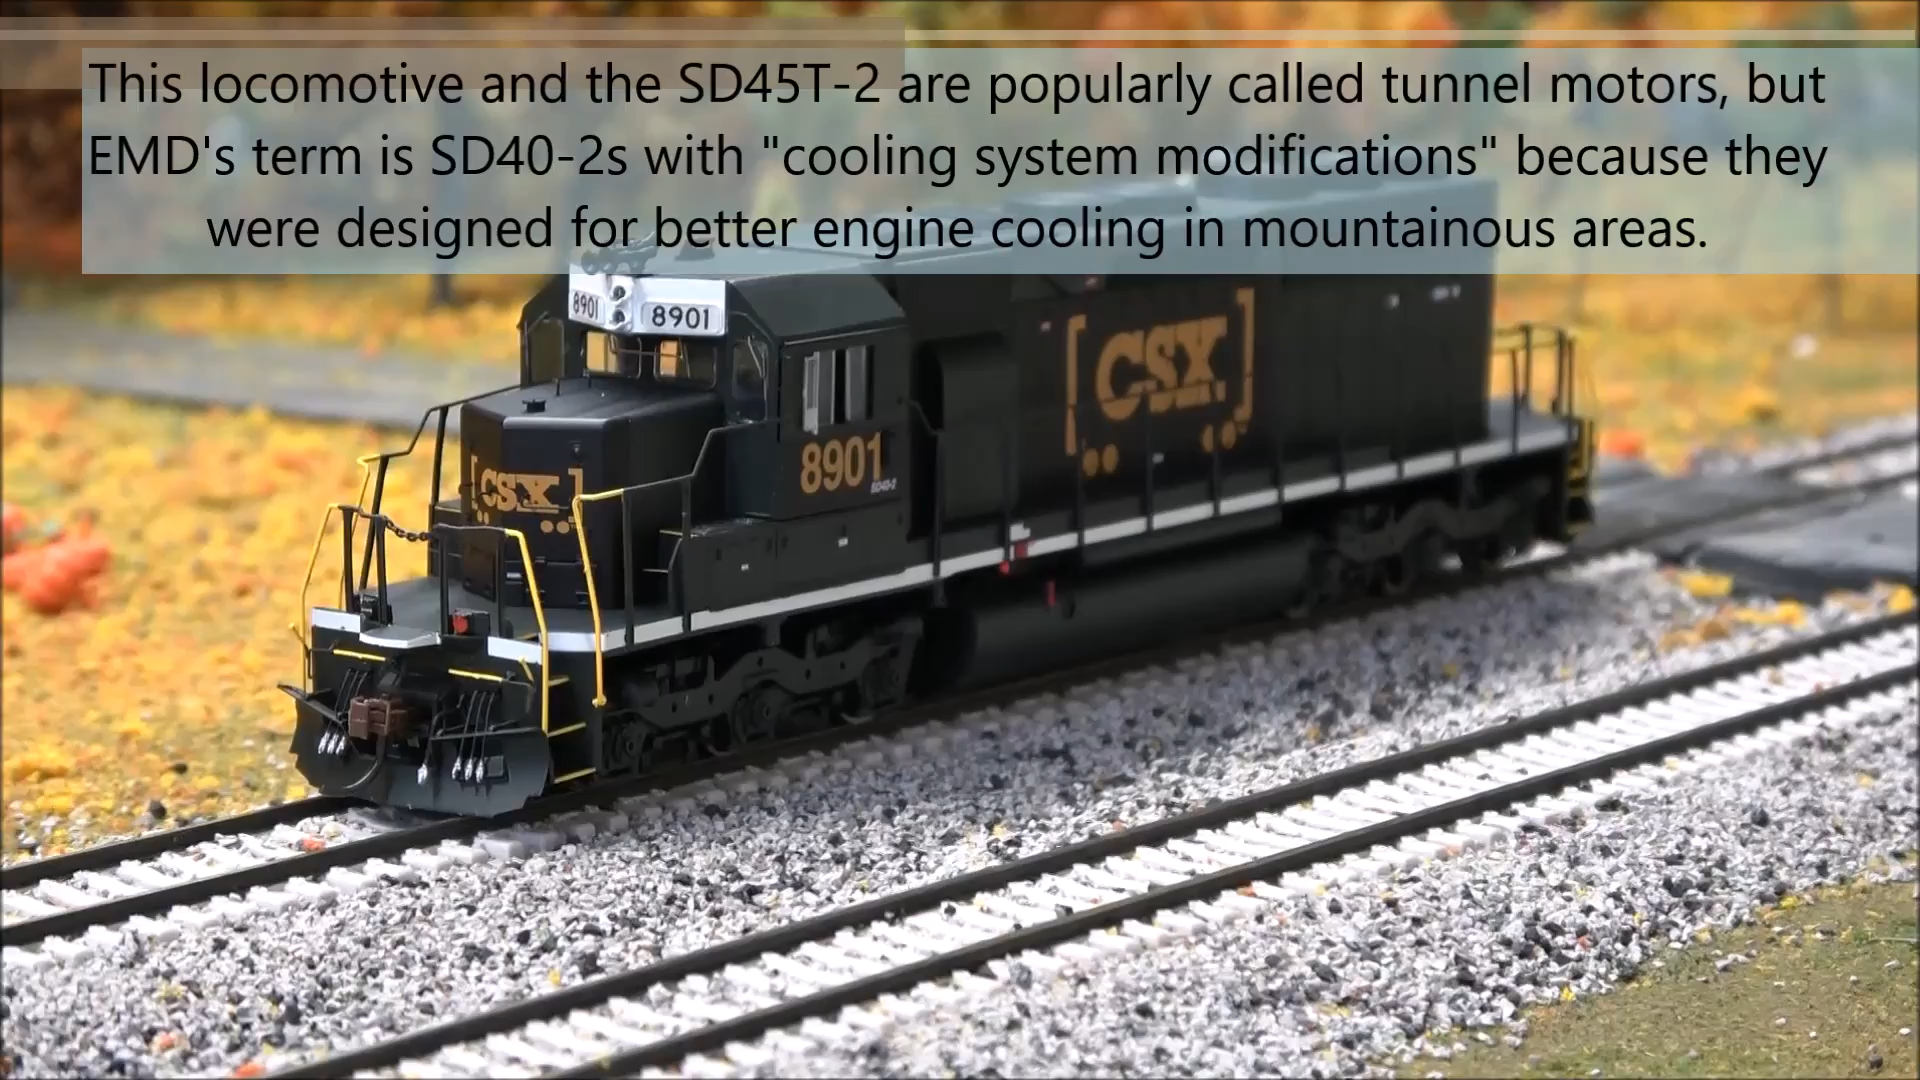 This locomotive and the SD45T-2 are popularly called tunnel motors, but
EMD's term is SD40-2s with "cooling system modifications" because they
were designed for better engine cooling in mountainous areas.
8901 8901
CSX
8901
SD40-2
CSX